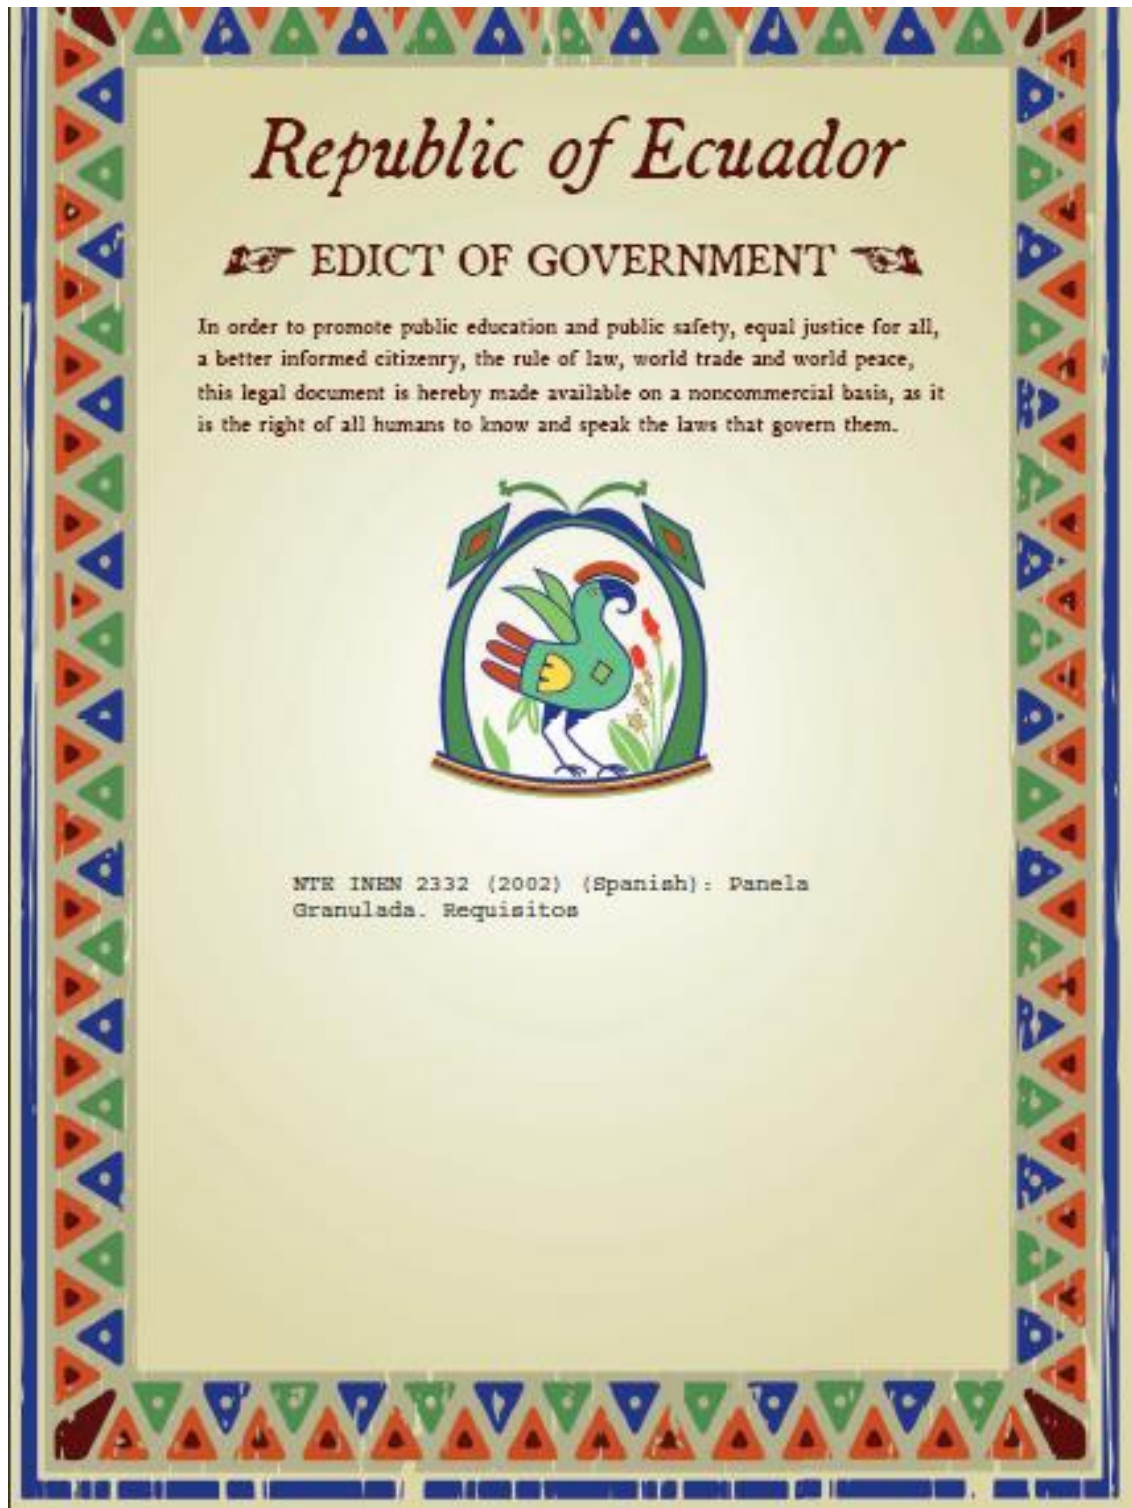 Republic of Ecuador
☞ EDICT OF GOVERNMENT ☜
In order to promote public education and public safety, equal justice for all,
a better informed citizenry, the rule of law, world trade and world peace,
this legal document is hereby made available on a noncommercial basis, as it
is the right of all humans to know and speak the laws that govern them.
NTE INEN 2332 (2002) (Spanish): Panela
Granulada. Requisitos